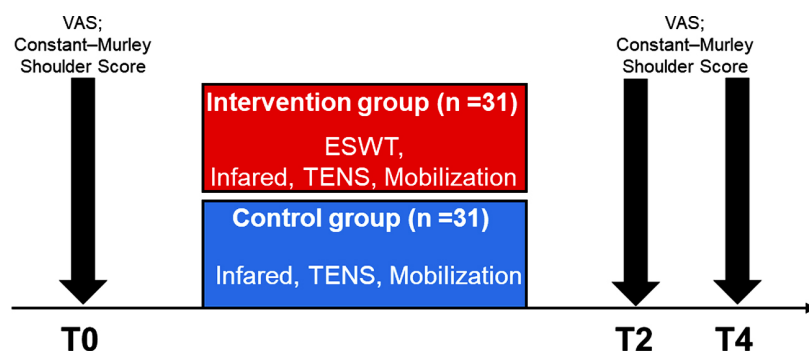 VAS;
Constant–Murley
Shoulder Score
VAS;
Constant–Murley
Shoulder Score
Intervention group (n =31)
ESWT,
Infared, TENS, Mobilization
Control group (n =31)
Infared, TENS, Mobilization
T0
T2
T4